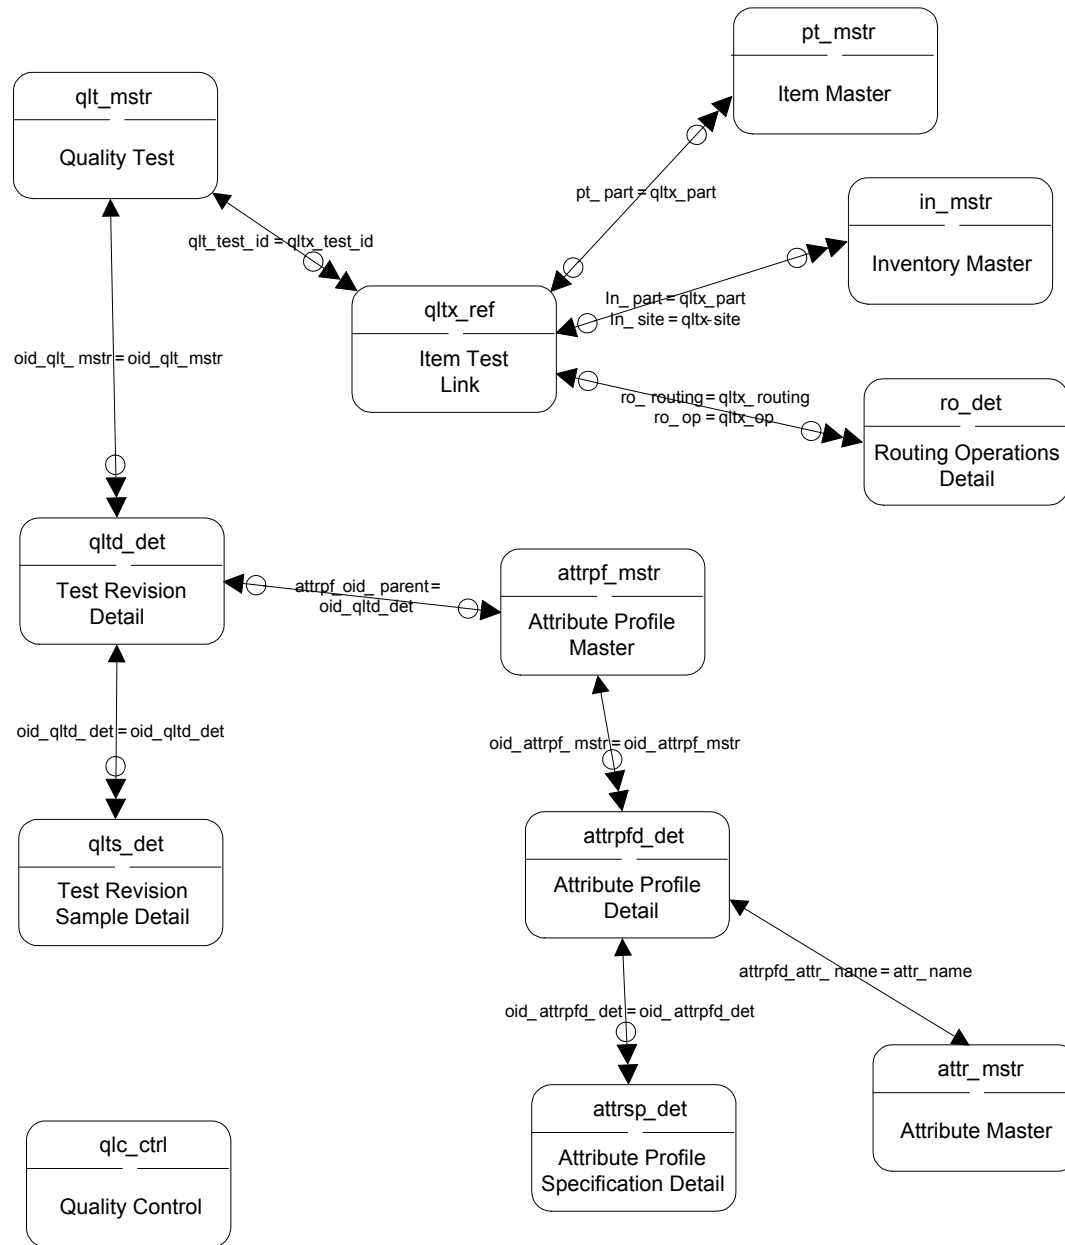 pt_mstr
Item Master
qlt_mstr
Quality Test
pt_ part = qltx_part
in_mstr
Inventory Master
qlt_test_id = qltx_test_id
qltx_ref
Item Test
Link
In_ part = qltx_part
In_ site = qltx-site
oid_qlt_ mstr = oid_qlt_mstr
ro_ routing = qltx_ routing
ro_ op = qltx_op
ro_det
Routing Operations
Detail
qltd_det
Test Revision
Detail
attrpf_oid_ parent =
oid_qltd_det
attrpf_mstr
Attribute Profile
Master
oid_qltd_ det = oid_qltd_det
oid_attrpf_ mstr = oid_attrpf_mstr
qlts_det
Test Revision
Sample Detail
attrpfd_det
Attribute Profile
Detail
attrpfd_attr_ name = attr_name
oid_ attrpfd_ det = oid_ attrpfd_det
attr_mstr
Attribute Master
attrsp_det
Attribute Profile
Specification Detail
qlc_ctrl
Quality Control